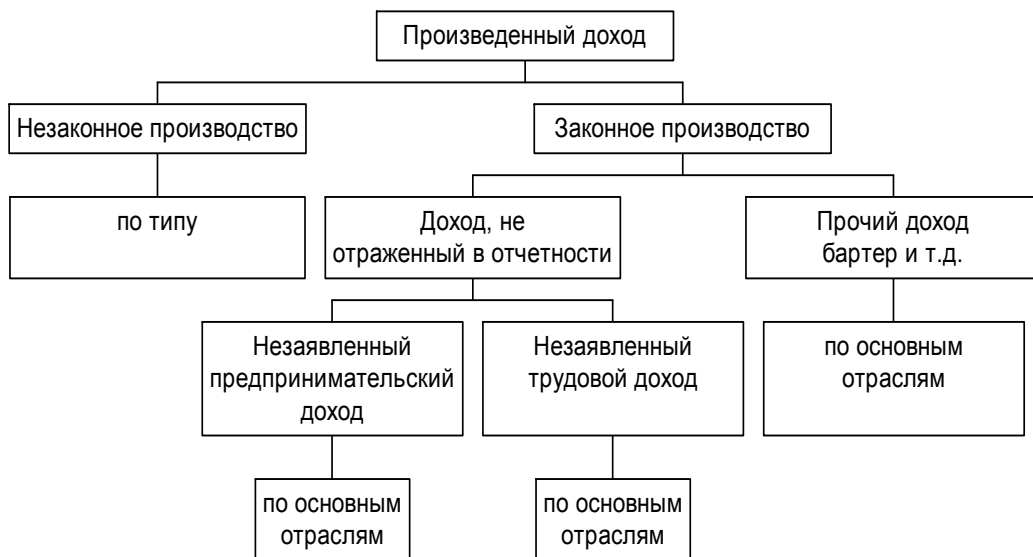 Произведенный доход
Незаконное производство
Законное производство
по типу
Доход, не
отраженный в отчетности
Прочий доход
бартер и т.д.
Незаявленный
предпринимательский
доход
Незаявленный
трудовой доход
по основным
отраслям
по основным
отраслям
по основным
отраслям